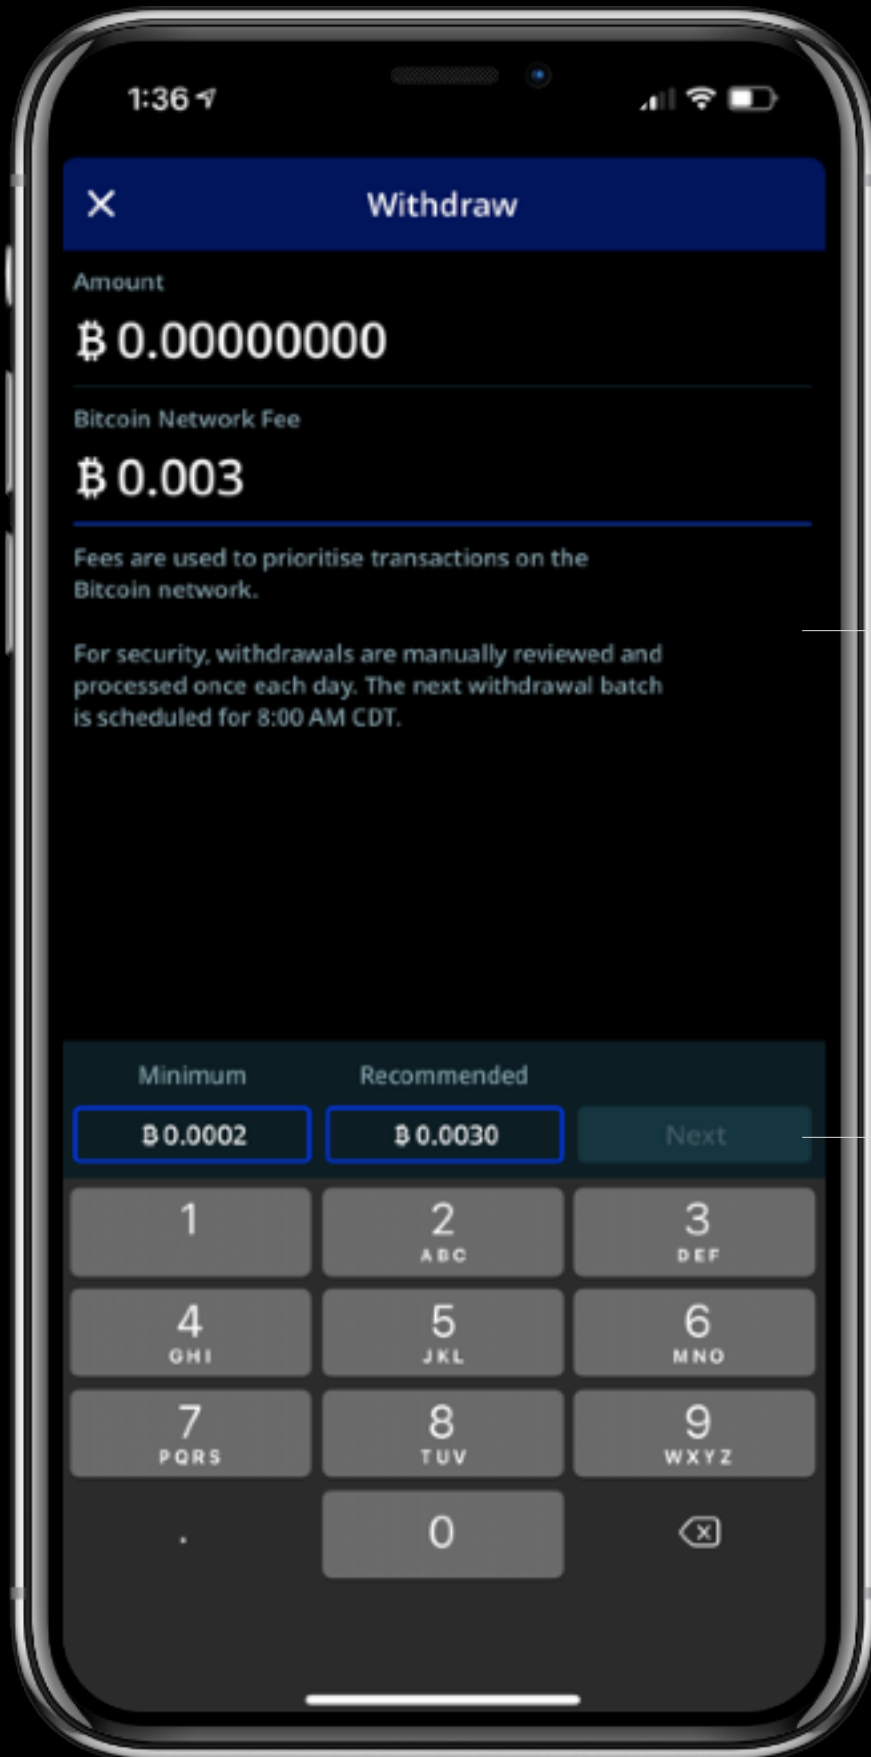 1:36
Withdraw
Amount
₿ 0.00000000
Bitcoin Network Fee
₿ 0.003
Fees are used to prioritise transactions on the
Bitcoin network.
For security, withdrawals are manually reviewed and
processed once each day. The next withdrawal batch
is scheduled for 8:00 AM CDT.
Minimum Recommended
₿ 0.0002 ₿ 0.0030 Next
1 2 3
ABC DEF
4 5 6
GHI JKL MNO
7 8 9
PQRS TUV WXYZ
. 0